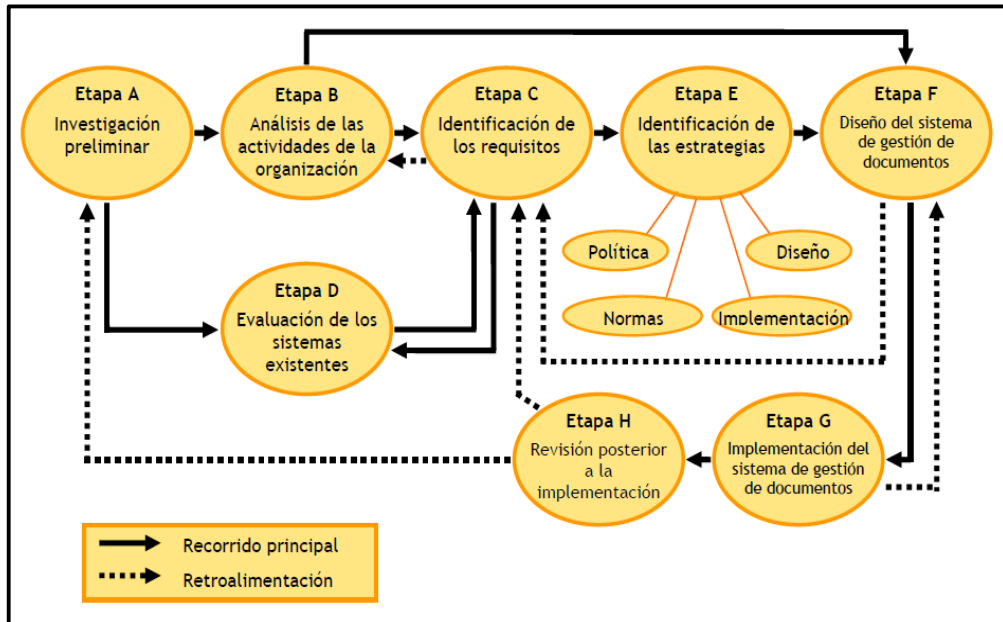 Etapa A
Investigación
preliminar
Etapa B
Análisis de las
actividades de la
organización
Etapa C
Identificación de
los requisitos
Etapa E
Identificación de
las estrategias
Etapa F
Diseño del sistema
de gestión de
documentos
Política
Diseño
Normas
Implementación
Etapa D
Evaluación de los
sistemas
existentes
Etapa H
Revisión posterior
a la
implementación
Etapa G
Implementación del
sistema de gestión
de documentos
Recorrido principal
Retroalimentación